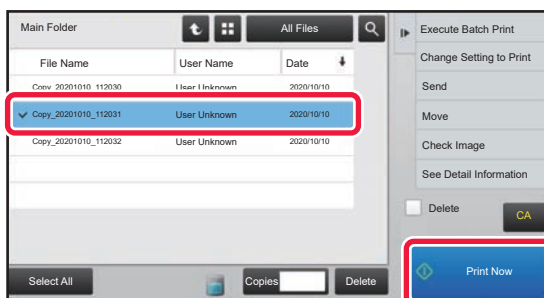 Main Folder
All Files
File Name
User Name
Date
Copy_20201010_112030
User Unknown
2020/10/10
Copy_20201010_112031
User Unknown
2020/10/10
Copy_20201010_112032
User Unknown
2020/10/10
Select All
Copies
Delete
Execute Batch Print
Change Setting to Print
Send
Move
Check Image
See Detail Information
Delete
CA
Print Now